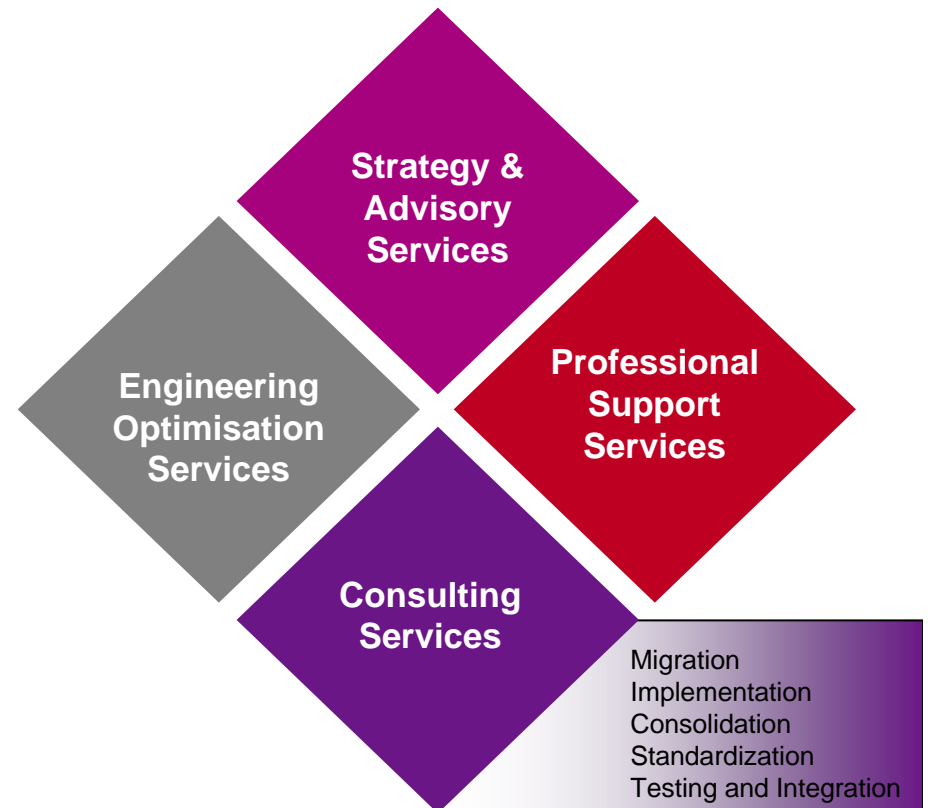 Strategy &
Advisory
Services
Engineering
Optimisation
Services
Professional
Support
Services
Consulting
Services
Migration
Implementation
Consolidation
Standardization
Testing and Integration